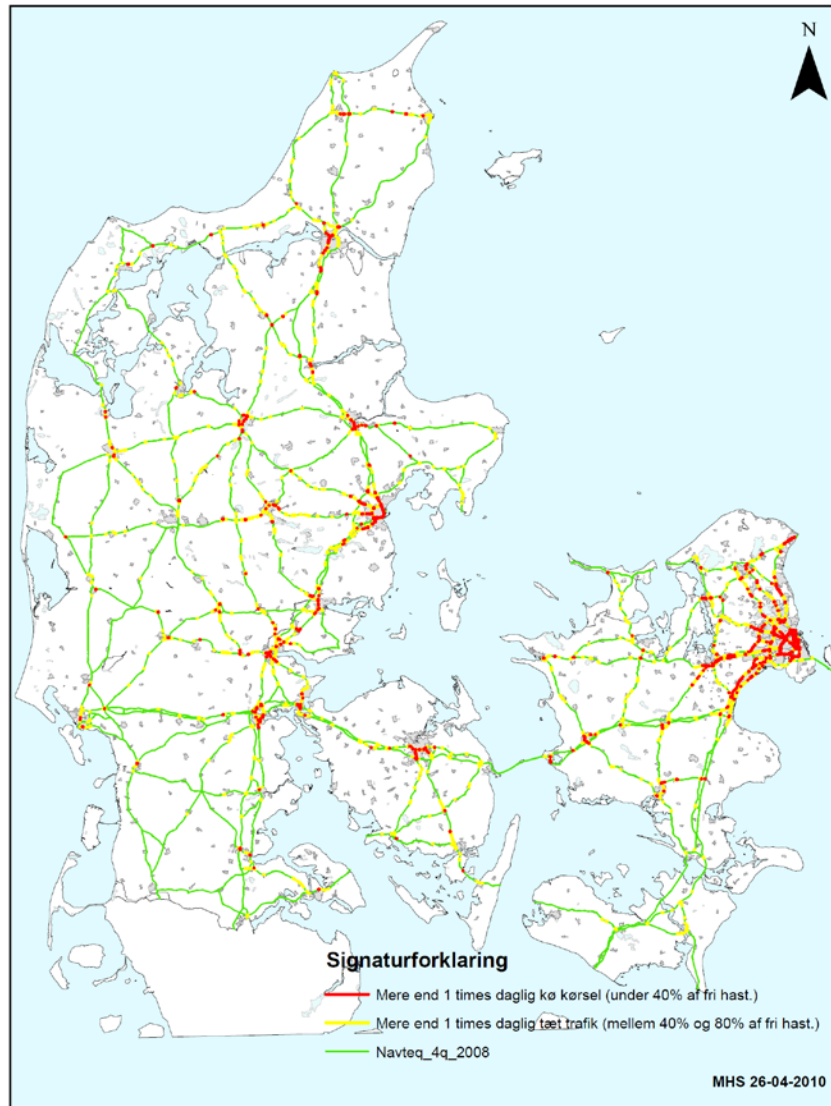 N
Signaturforklaring
Mere end 1 times daglig kø kørsel (under 40% af fri hast.)
Mere end 1 times daglig tæt trafik (mellem 40% og 80% af fri hast.)
Navteq_4q_2008
MHS 26-04-2010